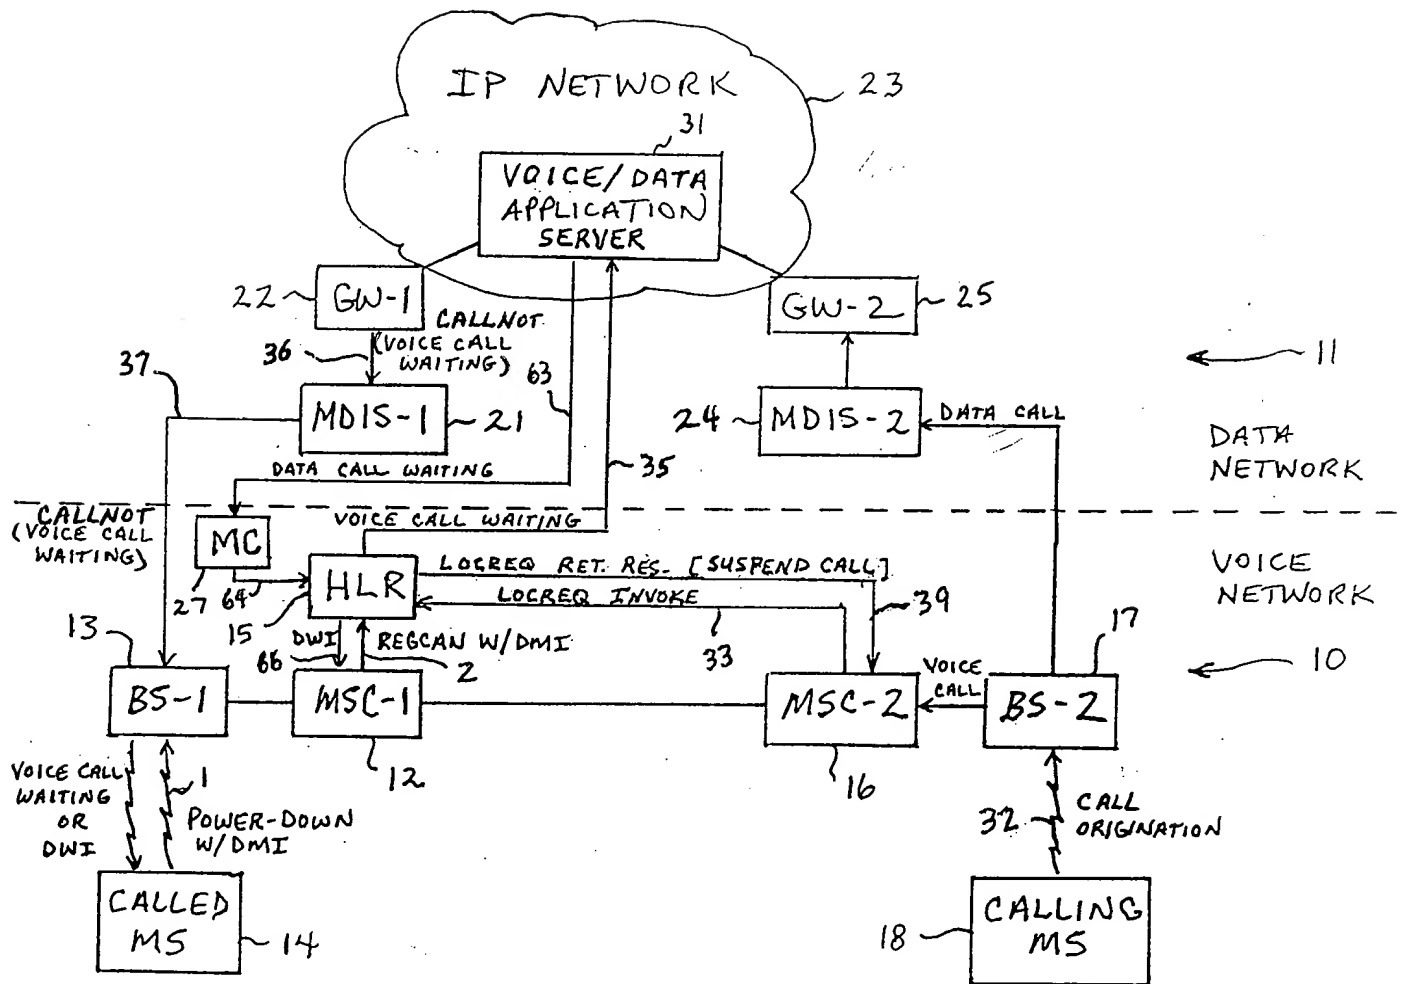 IP NETWORK
23
31
VOICE/DATA
APPLICATION
SERVER
22
GW-1
GW-2
25
CALLNOT
(VOICE CALL
WAITING)
36
11
37
63
MDIS-1
21
24
MDIS-2
DATA CALL
DATA
NETWORK
DATA CALL WAITING
35
CALLNOT
(VOICE CALL
WAITING)
VOICE CALL WAITING
MC
27
64
HLR
15
LOCREQ RET. RES. [SUSPEND CALL]
LOCREQ INVOKE
39
33
VOICE
NETWORK
13
DWI
66
REGCAN W/DMI
2
17
10
BS-1
MSC-1
MSC-2
VOICE
CALL
BS-2
12
16
VOICE CALL
WAITING
OR
DWI
1
POWER-DOWN
W/DMI
32
CALL
ORIGINATION
CALLED
MS
14
18
CALLING
MS